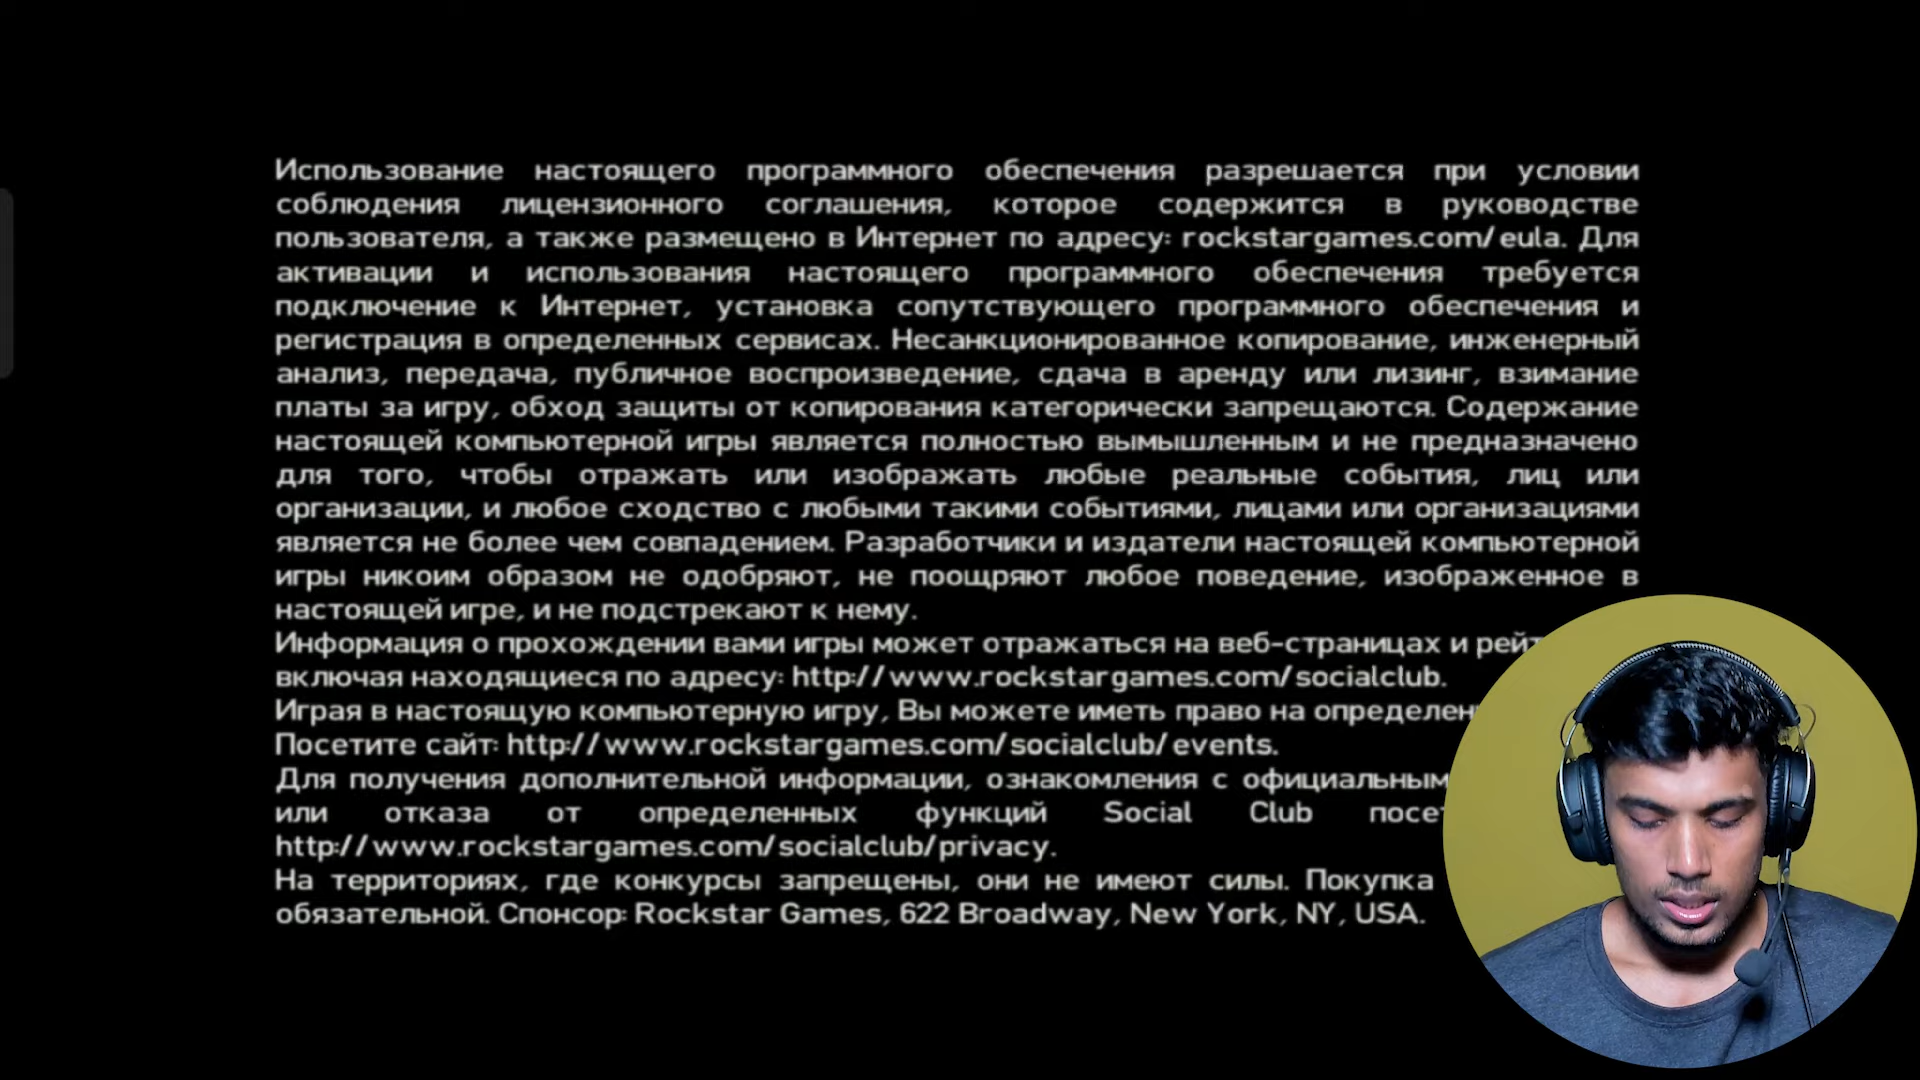 Использование настоящего программного обеспечения разрешается при условии
соблюдения лицензионного соглашения, которое содержится в руководстве
пользователя, а также размещено в Интернет по адресу: rockstargames.com/eula. Для
активации и использования настоящего программного обеспечения требуется
подключение к Интернет, установка сопутствующего программного обеспечения и
регистрация в определенных сервисах. Несанкционированное копирование, инженерный
анализ, передача, публичное воспроизведение, сдача в аренду или лизинг, взимание
платы за игру, обход защиты от копирования категорически запрещаются. Содержание
настоящей компьютерной игры является полностью вымышленным и не предназначено
для того, чтобы отражать или изображать любые реальные события, лиц или
организации, и любое сходство с любыми такими событиями, лицами или организациями
является не более чем совпадением. Разработчики и издатели настоящей компьютерной
игры никоим образом не одобряют, не поощряют любое поведение, изображенное в
настоящей игре, и не подстрекают к нему.
Информация о прохождении вами игры может отражаться на веб-страницах и
включая находящиеся по адресу: http://www.rockstargames.com/socialclub.
Играя в настоящую компьютерную игру, Вы можете иметь право на
Посетите сайт: http://www.rockstargames.com/socialclub/events.
Для получения дополнительной информации, ознакомления с
или отказа от определенных функций Social Club
http://www.rockstargames.com/socialclub/privacy.
На территориях, где конкурсы запрещены, они не имеют силы. Покупка
обязательной. Спонсор: Rockstar Games, 622 Broadway, New York, NY, USA.